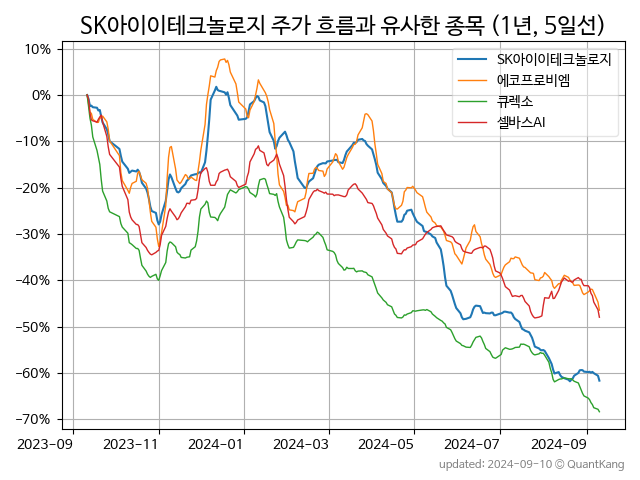 SK아이이테크놀로지 주가 흐름과 유사한 종목 (1년, 5일선)
SK아이이테크놀로지
에코프로비엠
큐렉소
셀바스AI
10%
0%
−10%
−20%
−30%
−40%
−50%
−60%
−70%
2023-09
2023-11
2024-01
2024-03
2024-05
2024-07
2024-09
updated: 2024-09-10 © QuantKang